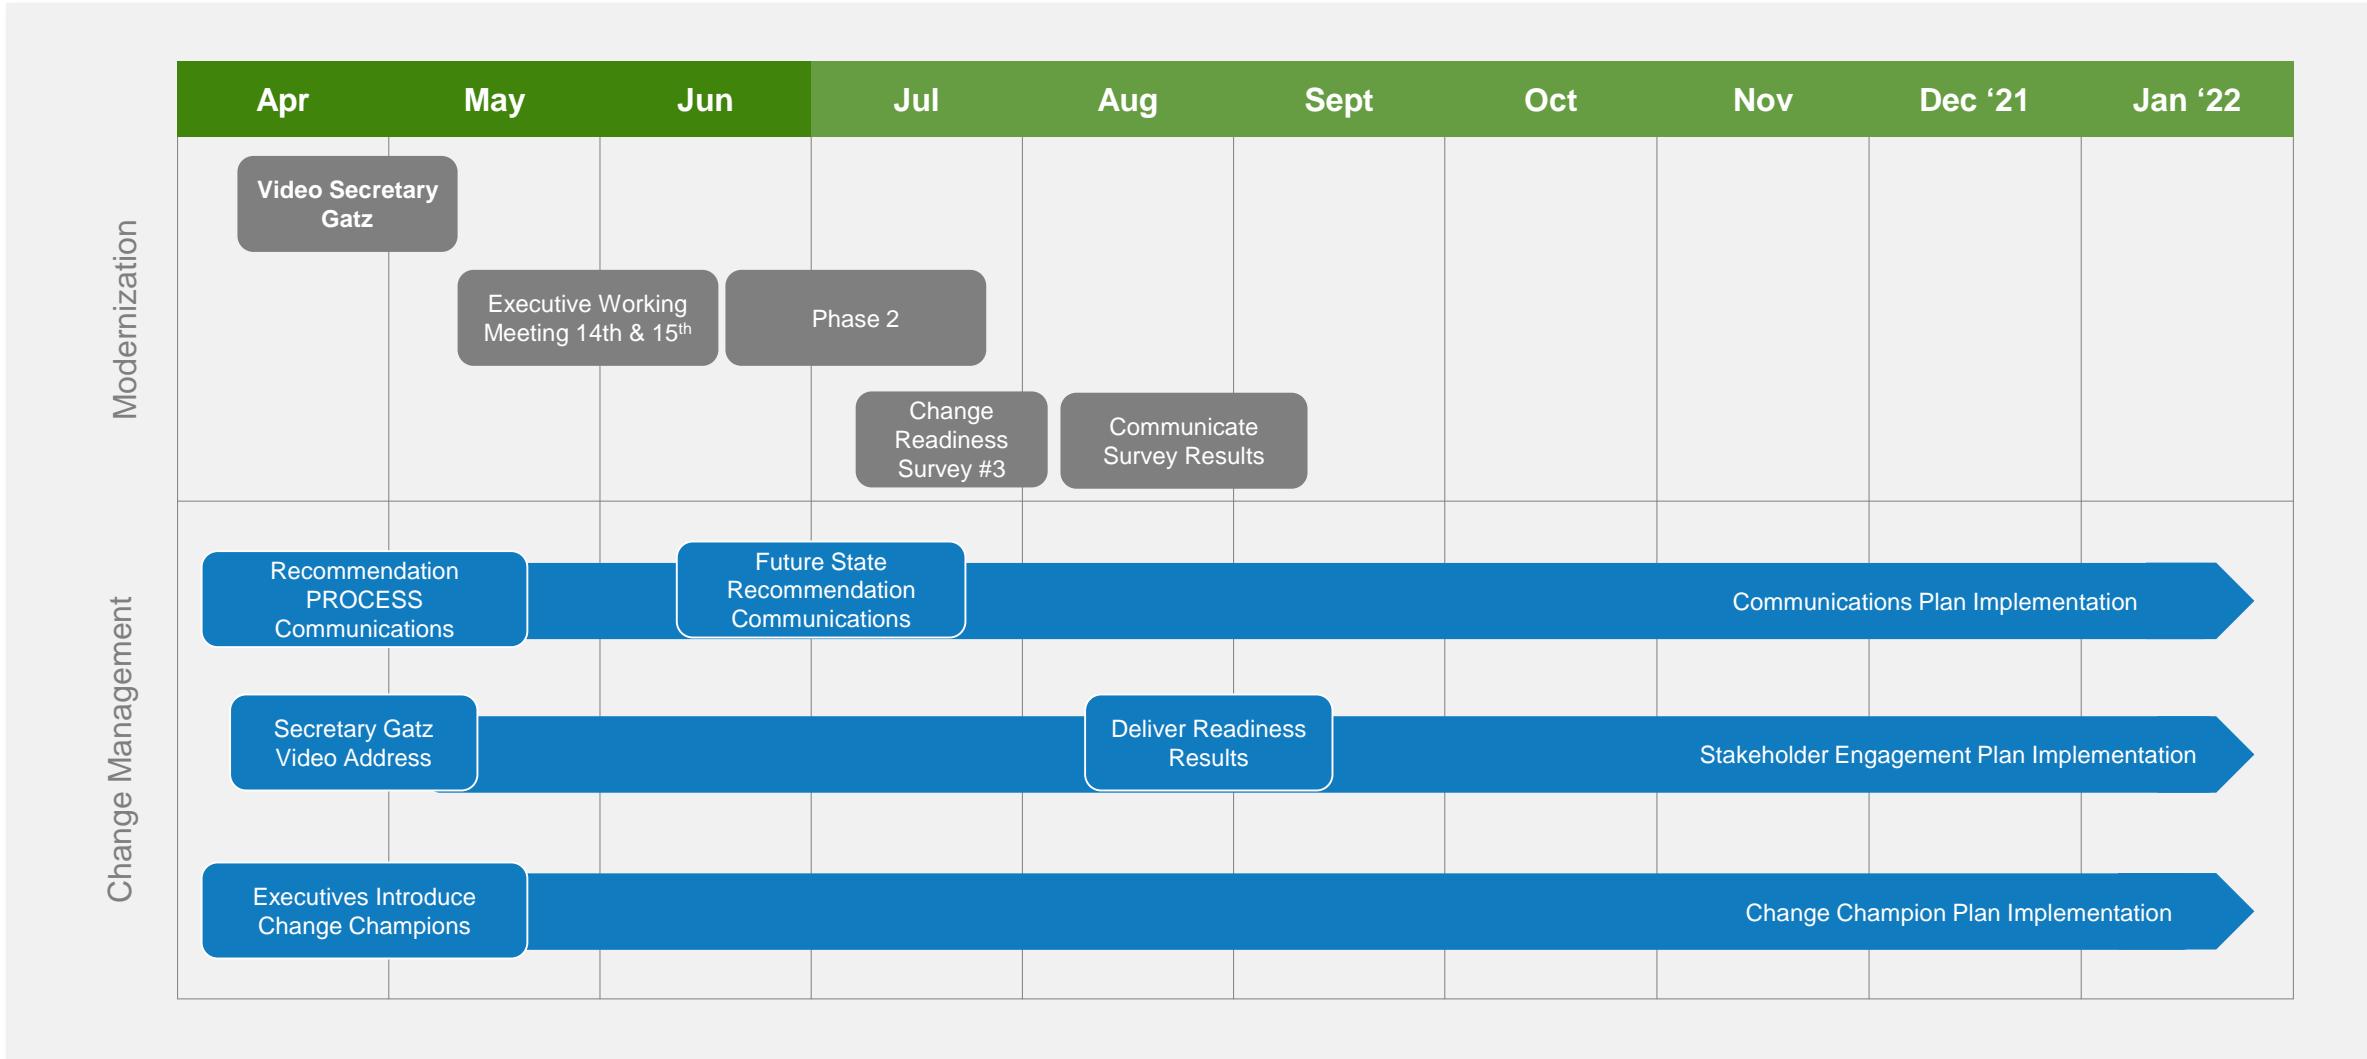 Apr May Jun Jul Aug Sept Oct Nov Dec ‘21 Jan ‘22
Modernization
Video Secretary
Gatz
Executive Working
Meeting 14th & 15th
Phase 2
Change
Readiness
Survey #3
Communicate
Survey Results
Change Management
Recommendation
PROCESS
Communications
Future State
Recommendation
Communications
Communications Plan Implementation
Secretary Gatz
Video Address
Deliver Readiness
Results
Stakeholder Engagement Plan Implementation
Executives Introduce
Change Champions
Change Champion Plan Implementation